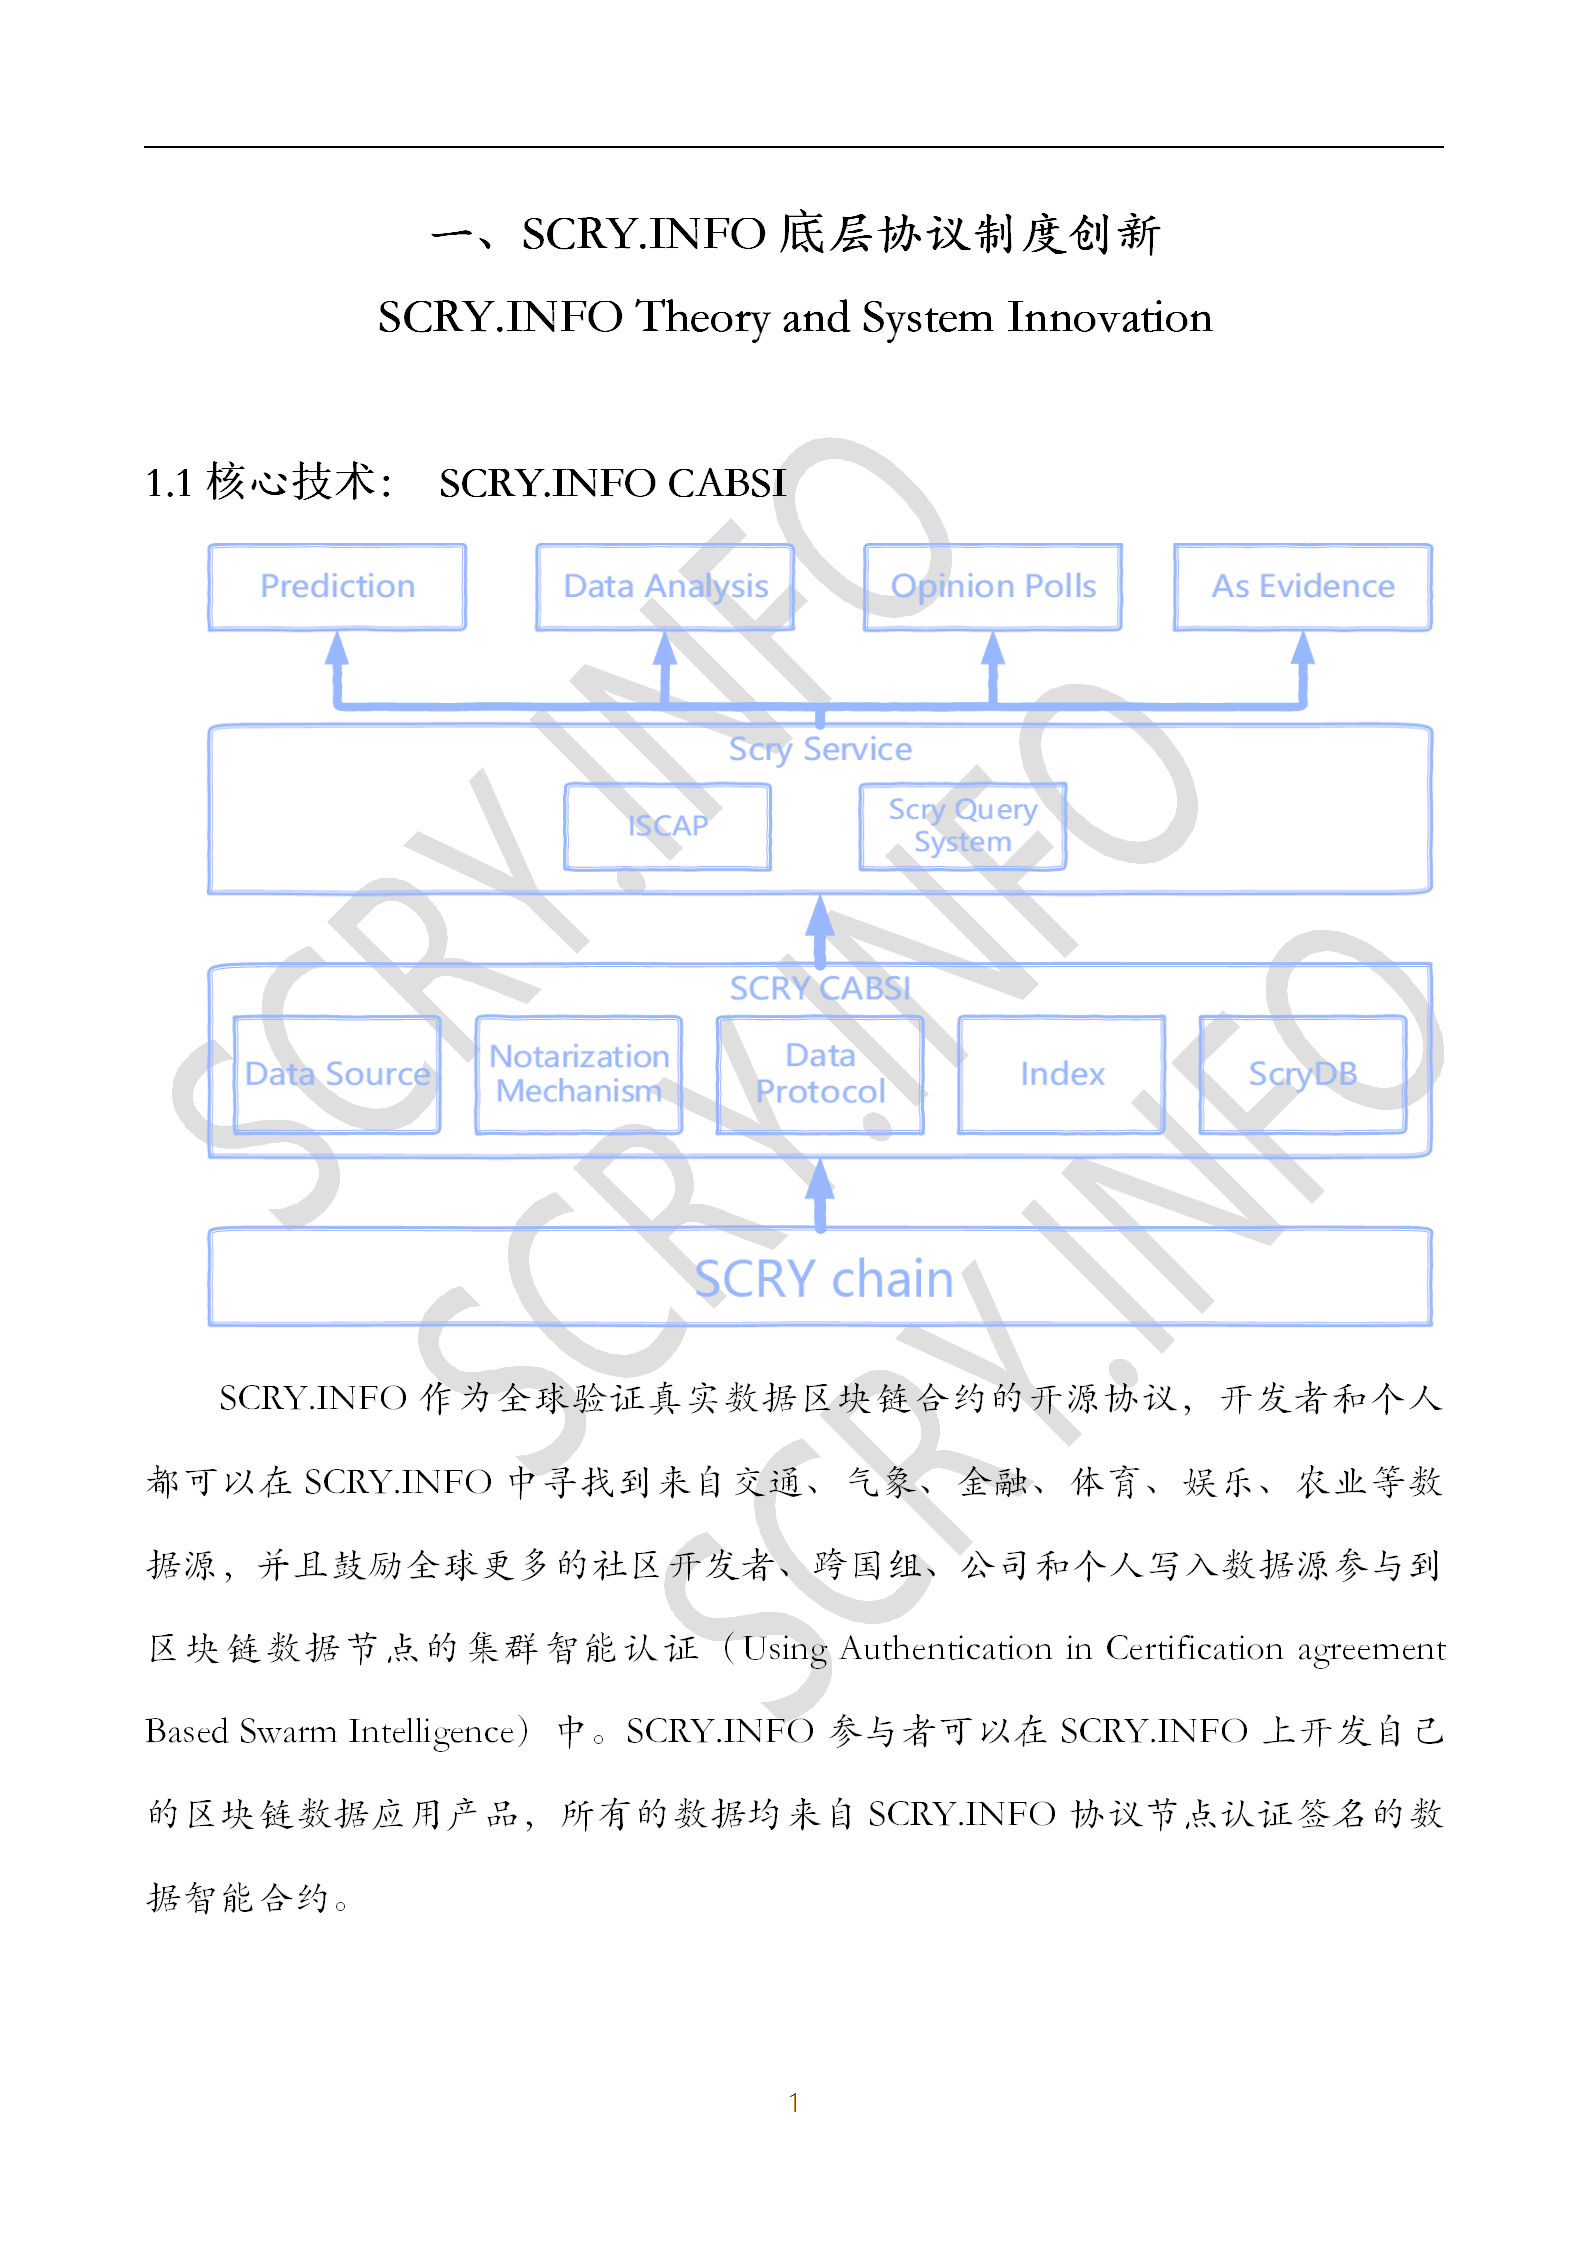 一、SCRY.INFO 底层协议制度创新
SCRY.INFO Theory and System Innovation
1.1 核心技术： SCRY.INFO CABSI
Prediction
Data Analysis
Opinion Polls
As Evidence
Scry Service
ISCAP
Scry Query
System
SCRY CABSI
Data Source
Notarization
Mechanism
Data
Protocol
Index
ScryDB
SCRY chain
SCRY.INFO 作为全球验证真实数据区块链合约的开源协议，开发者和个人
都可以在 SCRY.INFO 中寻找到来自交通、气象、金融、体育、娱乐、农业等数
据源，并且鼓励全球更多的社区开发者、跨国组、公司和个人写入数据源参与到
区块链数据节点的集群智能认证（Using Authentication in Certification agreement
Based Swarm Intelligence）中。SCRY.INFO 参与者可以在 SCRY.INFO 上开发自己
的区块链数据应用产品，所有的数据均来自 SCRY.INFO 协议节点认证签名的数
据智能合约。
SCRY.INFO
SCRY.INFO
SCRY.INFO
1